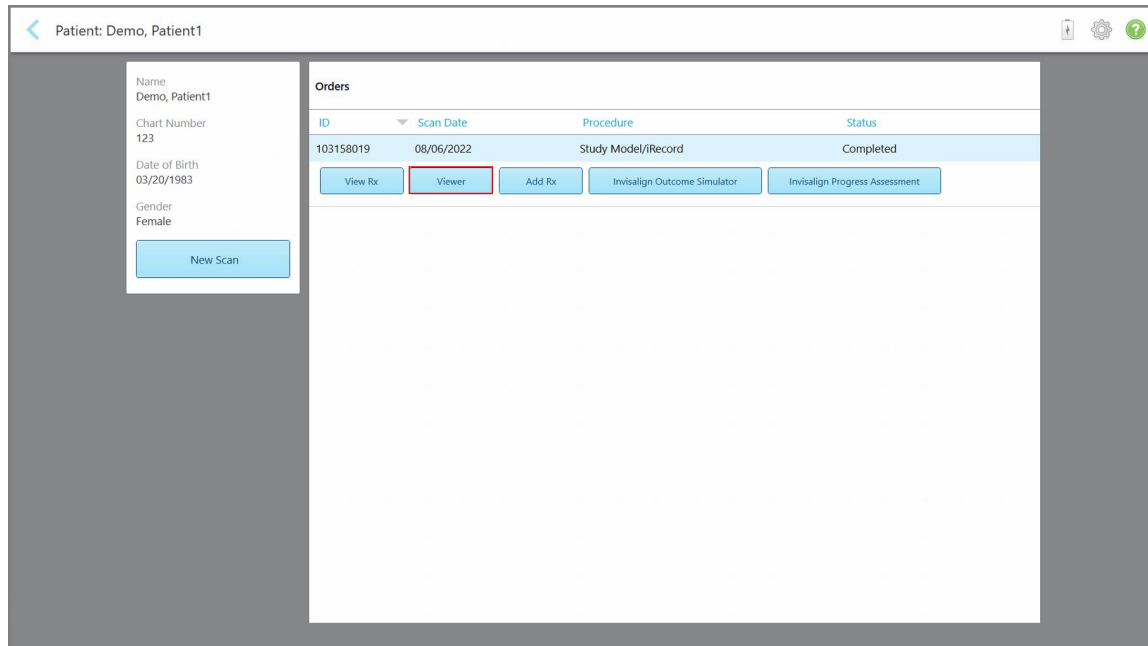 Patient: Demo, Patient1
?
Name
Demo, Patient1
Chart Number
123
Date of Birth
03/20/1983
Gender
Female
New Scan
Orders
ID Scan Date Procedure Status
103158019 08/06/2022 Study Model/iRecord Completed
View Rx Viewer Add Rx Invisalign Outcome Simulator Invisalign Progress Assessment